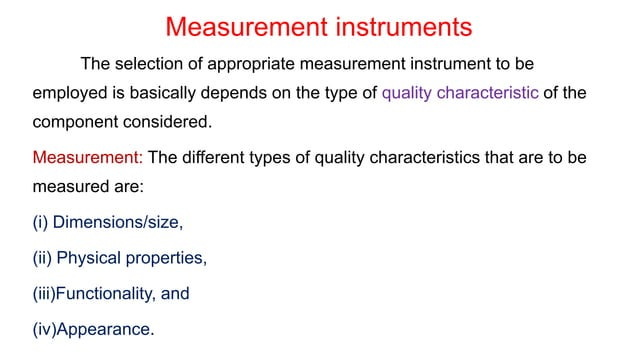 Measurement instruments
The selection of appropriate measurement instrument to be
employed is basically depends on the type of quality characteristic of the
component considered.
Measurement: The different types of quality characteristics that are to be
measured are:
(i) Dimensions/size,
(ii) Physical properties,
(iii)Functionality, and
(iv)Appearance.